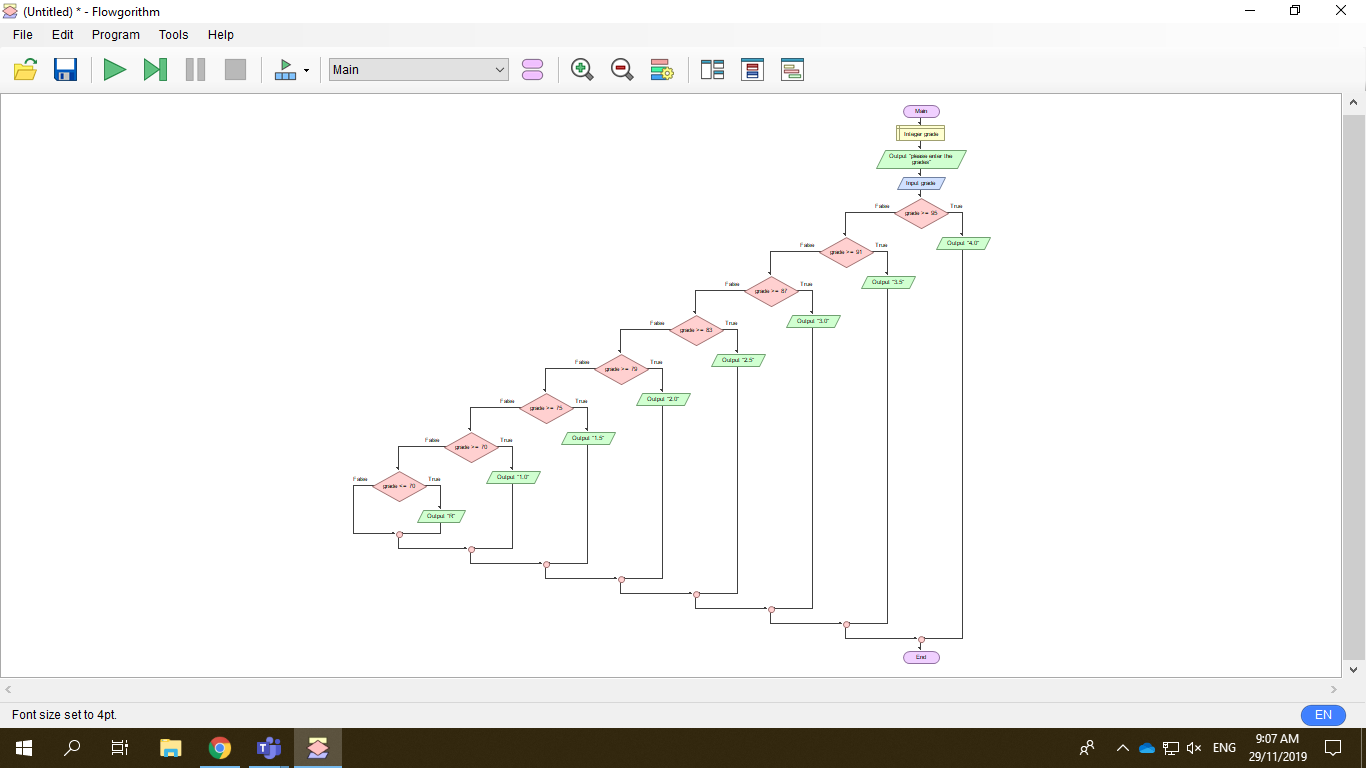 (Untitled) * - Flowgorithm
File Edit Program Tools Help
Main
Main
Integer grade
Output "please enter the
grades"
Input grade
False True
grade >= 95
Output "4.0"
False True
grade >= 91
Output "3.5"
False True
grade >= 87
Output "3.0"
False True
grade >= 83
Output "2.5"
False True
grade >= 79
Output "2.0"
False True
grade >= 75
Output "1.5"
False True
grade >= 70
Output "1.0"
False True
grade <= 70
Output "R"
End
Font size set to 4pt.
EN
ENG
9:07 AM
29/11/2019